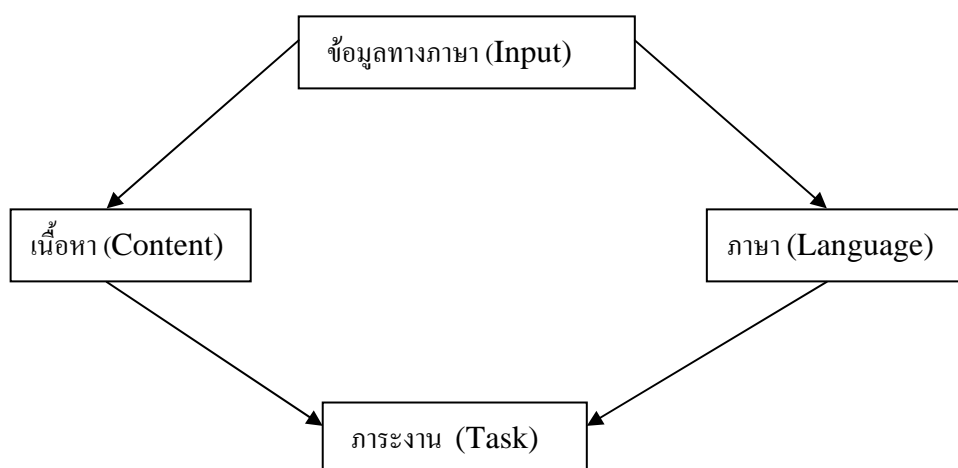 ข้อมูลทางภาษา (Input)
เนื้อหา (Content)
ภาษา (Language)
ภาระงาน (Task)